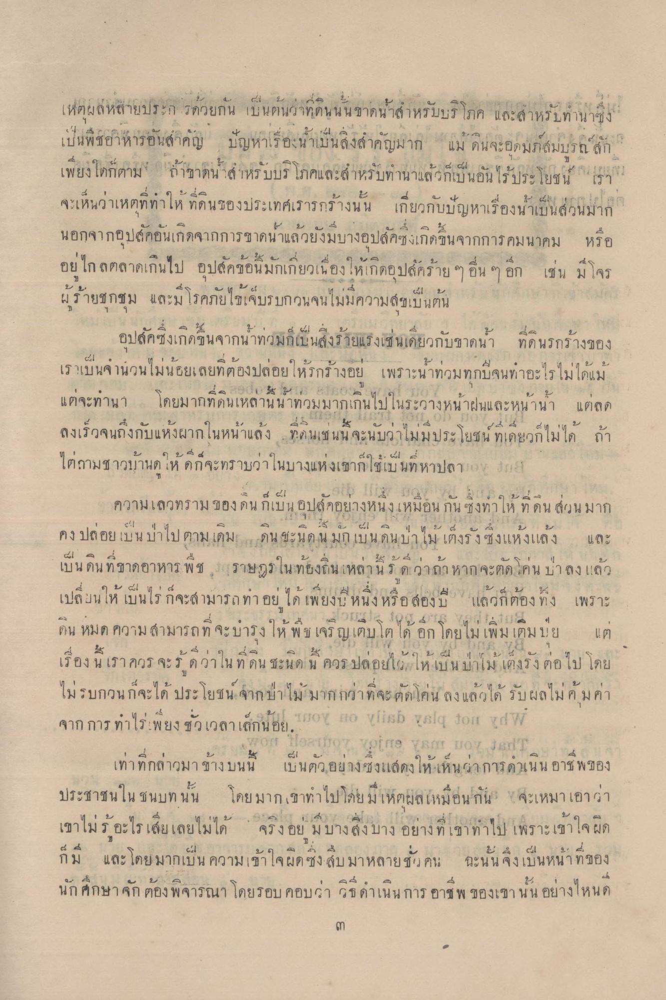 เหตุผลหลายประการด้วยกัน เป็นต้นว่าที่ดินนั้นขาดน้ำสำหรับบริโภค และสำหรับทำนาซึ่ง
เป็นพืชอาหารอันสำคัญ ปัญหาเรื่องน้ำเป็นสิ่งสำคัญมาก แม้ดินจะอุดมภ์สมบูรณ์สัก
เพียงใดก็ตาม ถ้าขาดน้ำสำหรับบริโภคและสำหรับทำนาแล้วก็เป็นอันไร้ประโยชน์ เรา
จะเห็นว่าเหตุที่ทำให้ที่ดินของประเทศเรารกร้างนั้น เกี่ยวกับปัญหาเรื่องน้ำเป็นส่วนมาก
นอกจากอุปสัคอันเกิดจากการขาดน้ำแล้วยังมีบางอุปสัคซึ่งเกิดขึ้นจากการคมนาคม หรือ
อยู่ไกลตลาดเกินไป อุปสัคข้อนี้มักเกี่ยวเนื่องให้เกิดอุปสัคร้าย ๆ อื่น ๆ อีก เช่น มีโจร
ผู้ร้ายชุกชุม และมีโรคภัยไข้เจ็บรบกวนจนไม่มีความสุขเป็นต้น
อุปสัคซึ่งเกิดขึ้นจากน้ำท่วมก็เป็นสิ่งร้ายแรงเช่นเดียวกับขาดน้ำ ที่ดินรกร้างของ
เราเป็นจำนวนไม่น้อยเลยที่ต้องปล่อยให้รกร้างอยู่ เพราะน้ำท่วมทุกปีจนทำอะไรไม่ได้แม้
แต่จะทำนา โดยมากที่ดินเหล่านี้น้ำท่วมมากเกินไปในระวางหน้าฝนและหน้าน้ำ แต่ลด
ลงเร็วจนถึงกับแห้งผากในหน้าแล้ง ที่ดินเช่นนี้จะนับว่าไม่มีประโยชน์ทีเดียวก็ไม่ได้ ถ้า
ไต่ถามชาวบ้านดูให้ดีก็จะทราบว่าในบางแห่งเขาก็ใช้เป็นที่หาปลา
ความเลวทรามของดินก็เป็นอุปสัคอย่างหนึ่งเหมือนกันซึ่งทำให้ที่ดินส่วนมาก
คงปล่อยเป็นป่าไปตามเดิม ดินชะนิดนี้มักเป็นดินป่าไม้เต็งรังซึ่งแห้งแล้ง และ
เป็นดินที่ขาดอาหารพืช ราษฎรในท้องถิ่นเหล่านี้รู้ดีว่าถ้าหากจะตัดโค่นป่าลงแล้ว
เปลี่ยนให้เป็นไร่ก็จะสามารถทำอยู่ได้เพียงปีหนึ่งหรือสองปี แล้วก็ต้องทิ้ง เพราะ
ดินหมดความสามารถที่จะบำรุงให้พืชเจริญเติบโตได้อีกโดยไม่เพิ่มเติมปุ๋ย แต่
เรื่องนี้เราควรจะรู้ดีว่าในที่ดินชะนิดนี้ควรปล่อยไว้ให้เป็นป่าไม้เต็งรังต่อไป โดย
ไม่รบกวนก็จะได้ประโยชน์จากป่าไม้มากกว่าที่จะตัดโค่นลงแล้วได้รับผลไม่คุ้มค่า
จากการทำไร่เพียงชั่วเวลาเล็กน้อย.
เท่าที่กล่าวมาข้างบนนี้ เป็นตัวอย่างซึ่งแสดงให้เห็นว่าการดำเนินอาชีพของ
ประชาชนในชนบทนั้น โดยมากเขาทำไปโดยมีเหตุผลเหมือนกัน จะเหมาเอาว่า
เขาไม่รู้อะไรเสียเลยไม่ได้ จริงอยู่มีบางสิ่งบางอย่างที่เขาทำไปเพราะเข้าใจผิด
ก็มี และโดยมากเป็นความเข้าใจผิดซึ่งสืบมาหลายชั่วคน ฉะนั้นจึงเป็นหน้าที่ของ
นักศึกษาจักต้องพิจารณาโดยรอบคอบว่า วิธีดำเนินการอาชีพของเขานั้นอย่างไหนดี
๓